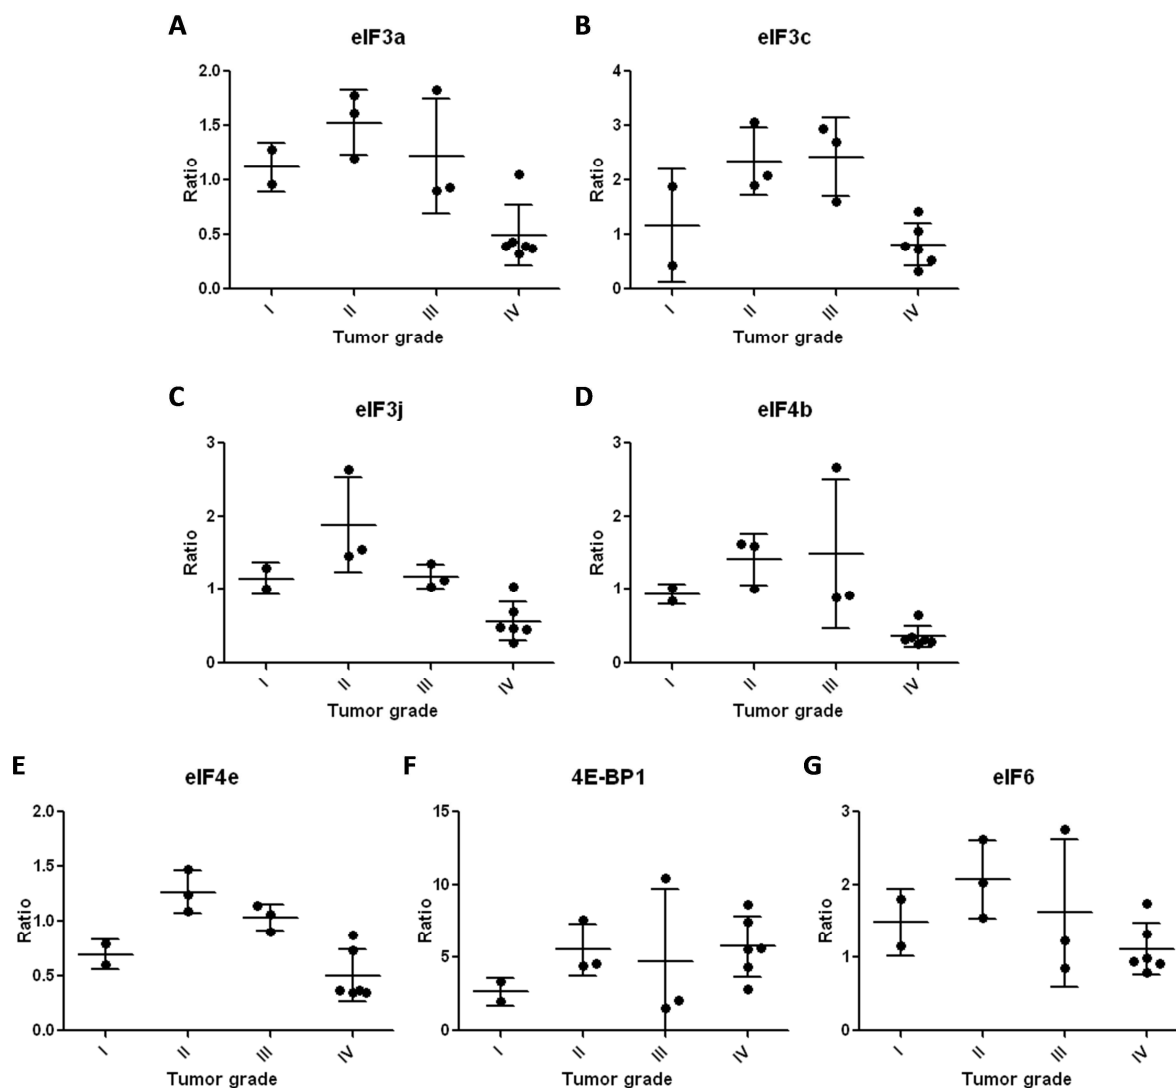 A
eIF3a
2.0
1.5
1.0
0.5
0.0
Ratio
I
II
III
IV
Tumor grade
B
eIF3c
4
3
2
1
0
Ratio
I
II
III
IV
Tumor grade
C
eIF3j
3
2
1
0
Ratio
I
II
III
IV
Tumor grade
D
eIF4b
3
2
1
0
Ratio
I
II
III
IV
Tumor grade
E
eIF4e
2.0
1.5
1.0
0.5
0.0
Ratio
I
II
III
IV
Tumor grade
F
4E-BP1
15
10
5
0
Ratio
I
II
III
IV
Tumor grade
G
eIF6
3
2
1
0
Ratio
I
II
III
IV
Tumor grade